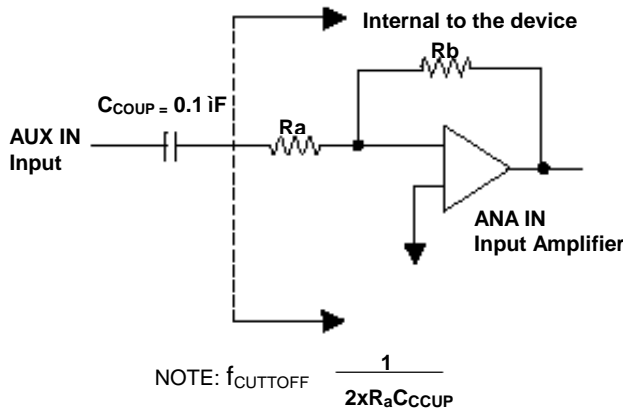 Internal to the device
Rb
CCOUP = 0.1 ìF
Ra
AUX IN
Input
ANA IN
Input Amplifier
NOTE: fCUTTOFF 1
2xRaCCCUP